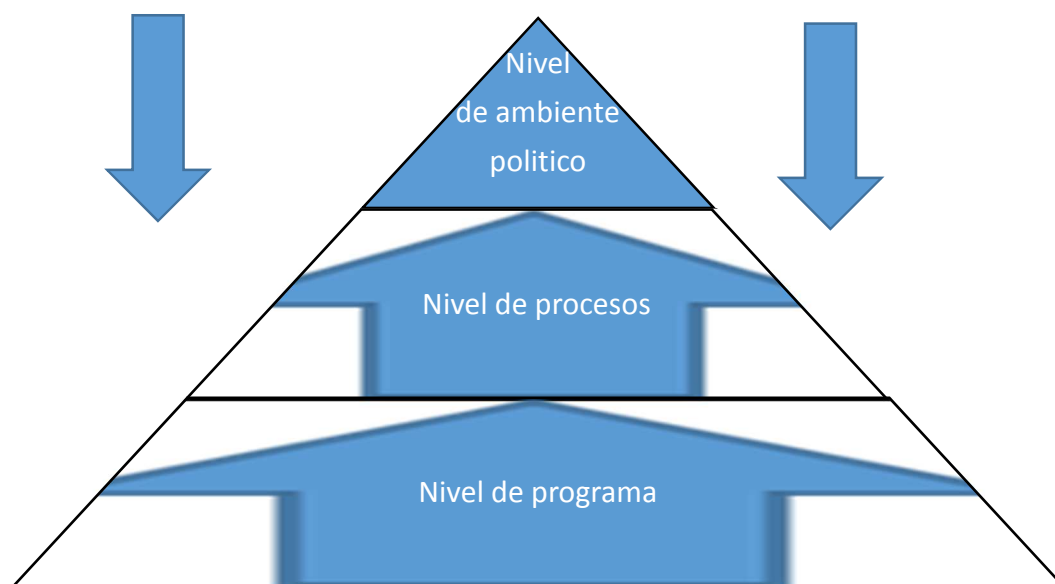 Nivel
de ambiente
politico
Nivel de procesos
Nivel de programa